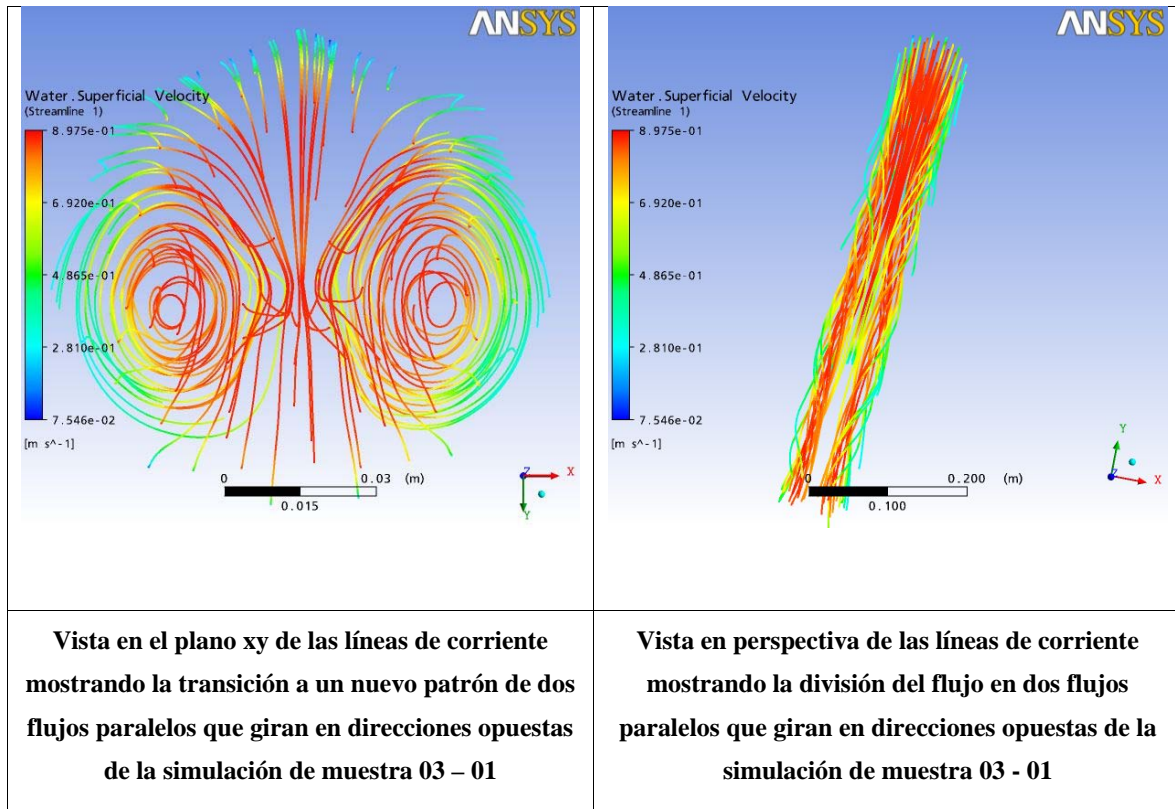 ANSYS
Water.Superficial Velocity
(Streamline 1)
8.975e-01
6.920e-01
4.865e-01
2.810e-01
7.546e-02
[m s^-1]
0
0.03
(m)
0.015
Z
X
Y
Vista en el plano xy de las líneas de corriente
mostrando la transición a un nuevo patrón de dos
flujos paralelos que giran en direcciones opuestas
de la simulación de muestra 03 – 01
ANSYS
Water.Superficial Velocity
(Streamline 1)
8.975e-01
6.920e-01
4.865e-01
2.810e-01
7.546e-02
[m s^-1]
0
0.200
(m)
0.100
Y
Z
X
Vista en perspectiva de las líneas de corriente
mostrando la división del flujo en dos flujos
paralelos que giran en direcciones opuestas de la
simulación de muestra 03 - 01